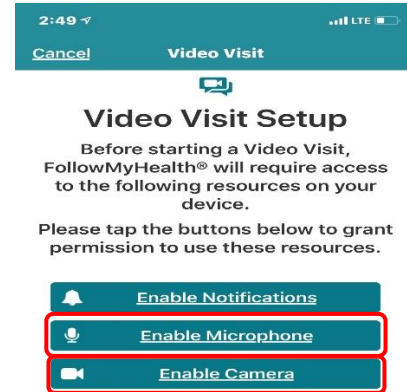 2:49 LTE
Cancel Video Visit
Video Visit Setup
Before starting a Video Visit,
FollowMyHealth® will require access
to the following resources on your
device.
Please tap the buttons below to grant
permission to use these resources.
Enable Notifications
Enable Microphone
Enable Camera